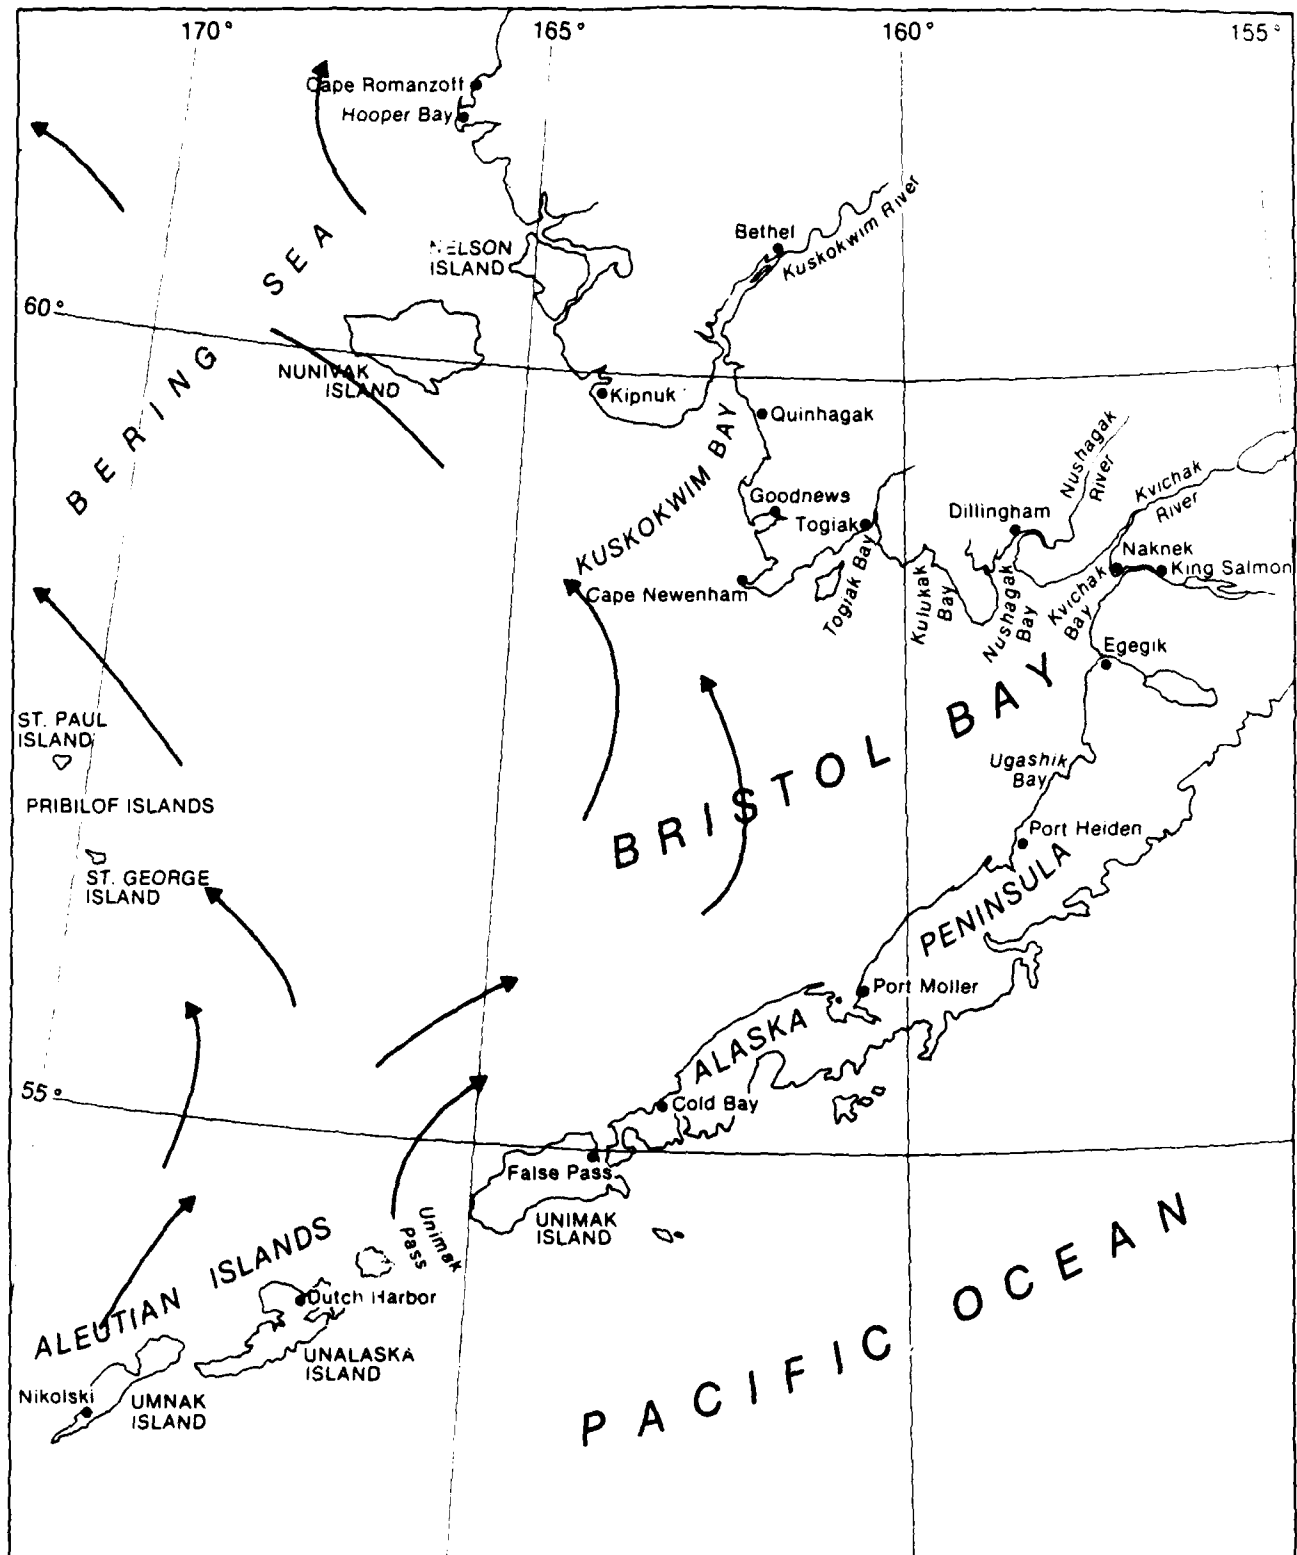 170°
165°
160°
155°
Cape Romanzoff
Hooper Bay
Bethel
Kuskokwim River
NELSON
ISLAND
BERING SEA
60°
NUNIVAK
ISLAND
Kipnuk
Quinhagak
KUSKOKWIM BAY
Goodnews
Togiak
Dillingham
Nushagak
River
Kvichak
River
Naknek
King Salmon
Cape Newenham
Togiak Bay
Kulukak
Bay
Nushagak
Bay
Kvichak
Bay
Egegik
ST. PAUL
ISLAND
BRISTOL BAY
Ugashik
Bay
PRIBILOF ISLANDS
Port Heiden
ST. GEORGE
ISLAND
ALASKA PENINSULA
Port Moller
55°
Cold Bay
False Pass
UNIMAK
ISLAND
Unimak
Pass
ALEUTIAN ISLANDS
Dutch Harbor
UNALASKA
ISLAND
Nikolski
UMNAK
ISLAND
PACIFIC OCEAN